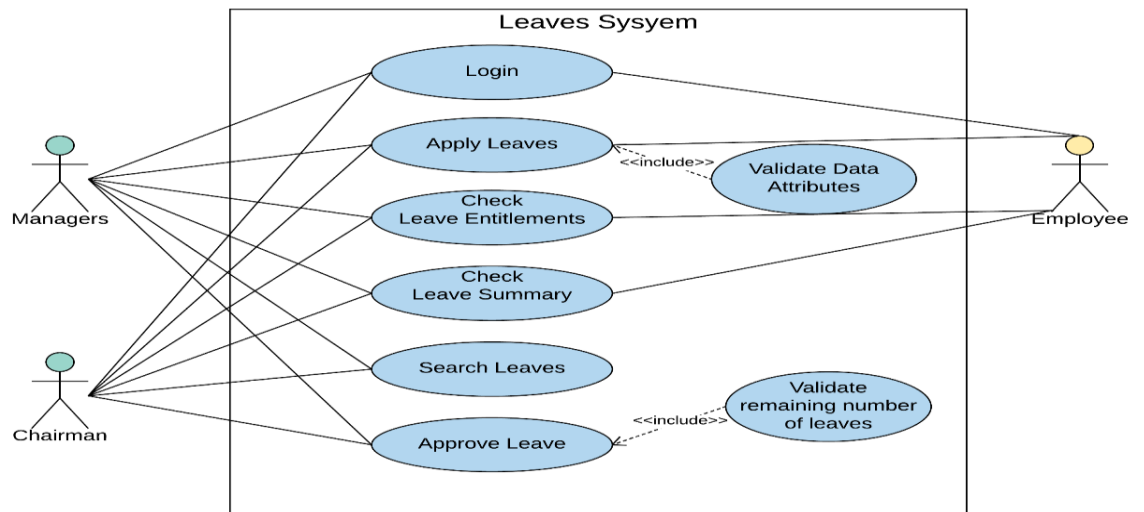 Leaves Sysyem
Login
Apply Leaves
<<include>>
Validate Data
Attributes
Managers
Check
Leave Entitlements
Employee
Check
Leave Summary
Search Leaves
Chairman
Approve Leave
<<include>>
Validate
remaining number
of leaves